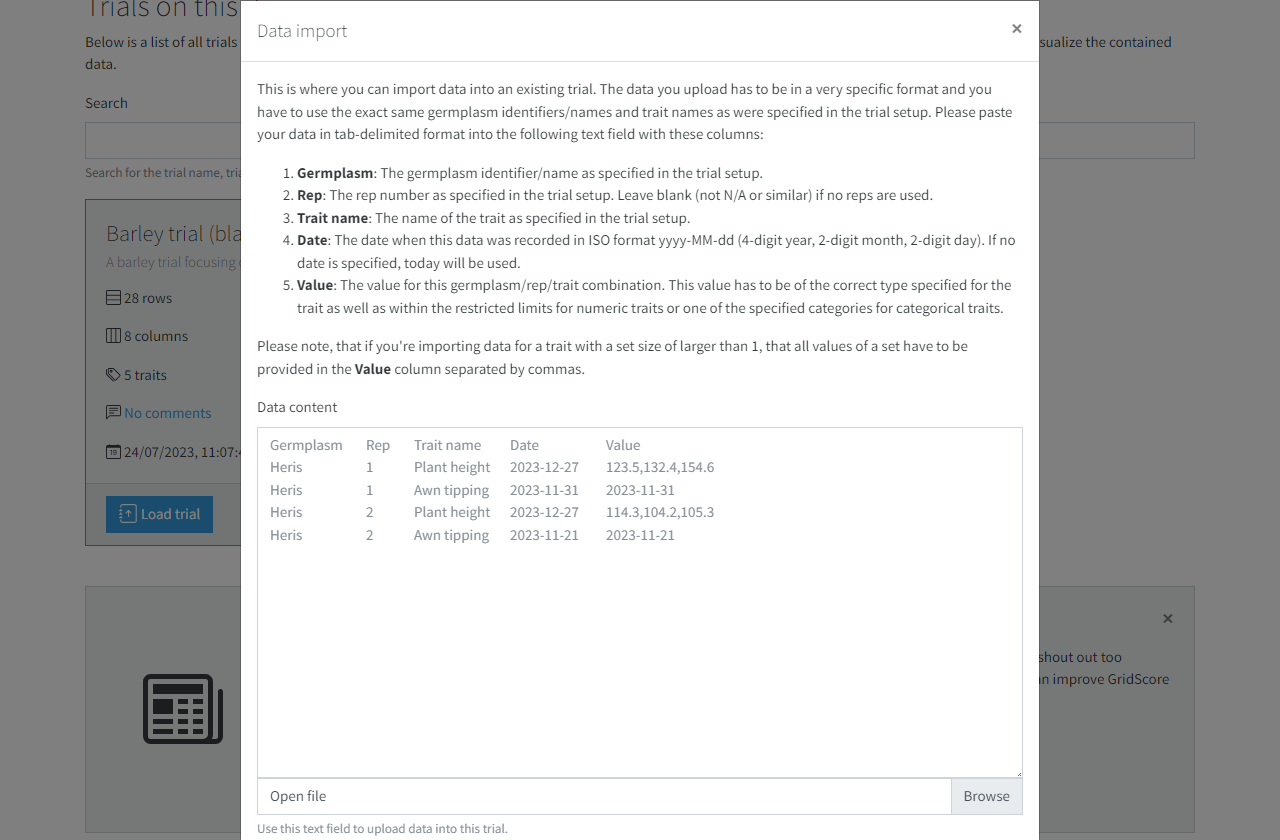 Trials on this
Data import
×
Below is a list of all trials
sualize the contained
data.
Search
Search for the trial name, tria
This is where you can import data into an existing trial. The data you upload has to be in a very specific format and you
have to use the exact same germplasm identifiers/names and trait names as were specified in the trial setup. Please paste
your data in tab-delimited format into the following text field with these columns:
1. Germplasm: The germplasm identifier/name as specified in the trial setup.
2. Rep: The rep number as specified in the trial setup. Leave blank (not N/A or similar) if no reps are used.
3. Trait name: The name of the trait as specified in the trial setup.
4. Date: The date when this data was recorded in ISO format yyyy-MM-dd (4-digit year, 2-digit month, 2-digit day). If no
date is specified, today will be used.
5. Value: The value for this germplasm/rep/trait combination. This value has to be of the correct type specified for the
trait as well as within the restricted limits for numeric traits or one of the specified categories for categorical traits.
Please note, that if you're importing data for a trait with a set size of larger than 1, that all values of a set have to be
provided in the Value column separated by commas.
Barley trial (bla
A barley trial focusing
28 rows
8 columns
5 traits
No comments
19 24/07/2023, 11:07:4
Load trial
Data content
Germplasm Rep Trait name Date Value
Heris 1 Plant height 2023-12-27 123.5,132.4,154.6
Heris 1 Awn tipping 2023-11-31 2023-11-31
Heris 2 Plant height 2023-12-27 114.3,104.2,105.3
Heris 2 Awn tipping 2023-11-21 2023-11-21
Open file Browse
Use this text field to upload data into this trial.
×
shout out too
an improve GridScore